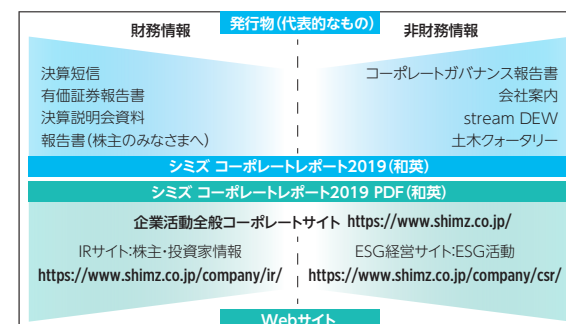 発行物(代表的なもの)
財務情報
非財務情報
決算短信
有価証券報告書
決算説明会資料
報告書(株主のみなさまへ)
コーポレートガバナンス報告書
会社案内
stream DEW
土木クォータリー
シミズ コーポレートレポート2019(和英)
シミズ コーポレートレポート2019 PDF(和英)
企業活動全般コーポレートサイト https://www.shimz.co.jp/
IRサイト:株主・投資家情報
https://www.shimz.co.jp/company/ir/
ESG経営サイト:ESG活動
https://www.shimz.co.jp/company/csr/
Webサイト